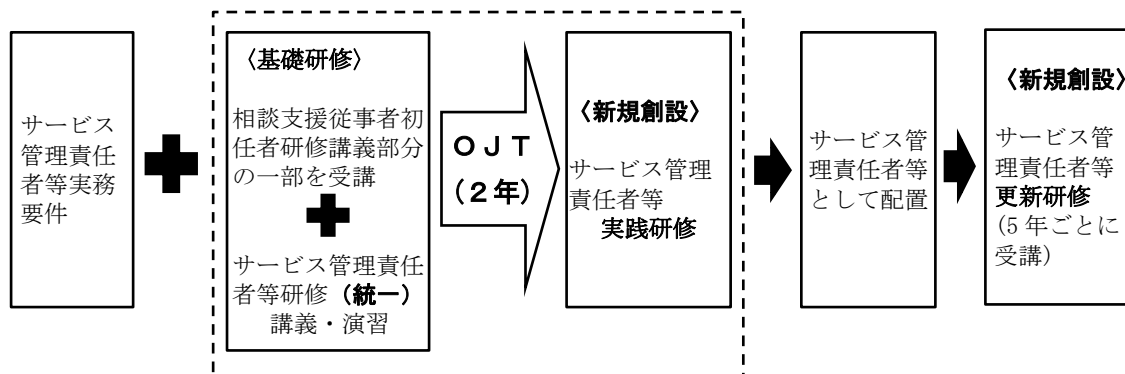 サービス
管理責任
者等実務
要件
〈基礎研修〉
相談支援従事者初
任者研修講義部分
の一部を受講
サービス管理責任
者等研修（統一）
講義・演習
ＯＪＴ
（２年）
〈新規創設〉
サービス管理
責任者等
実践研修
サービス管
理責任者等
として配置
〈新規創設〉
サービス管
理責任者等
更新研修
(5 年ごとに
受講)